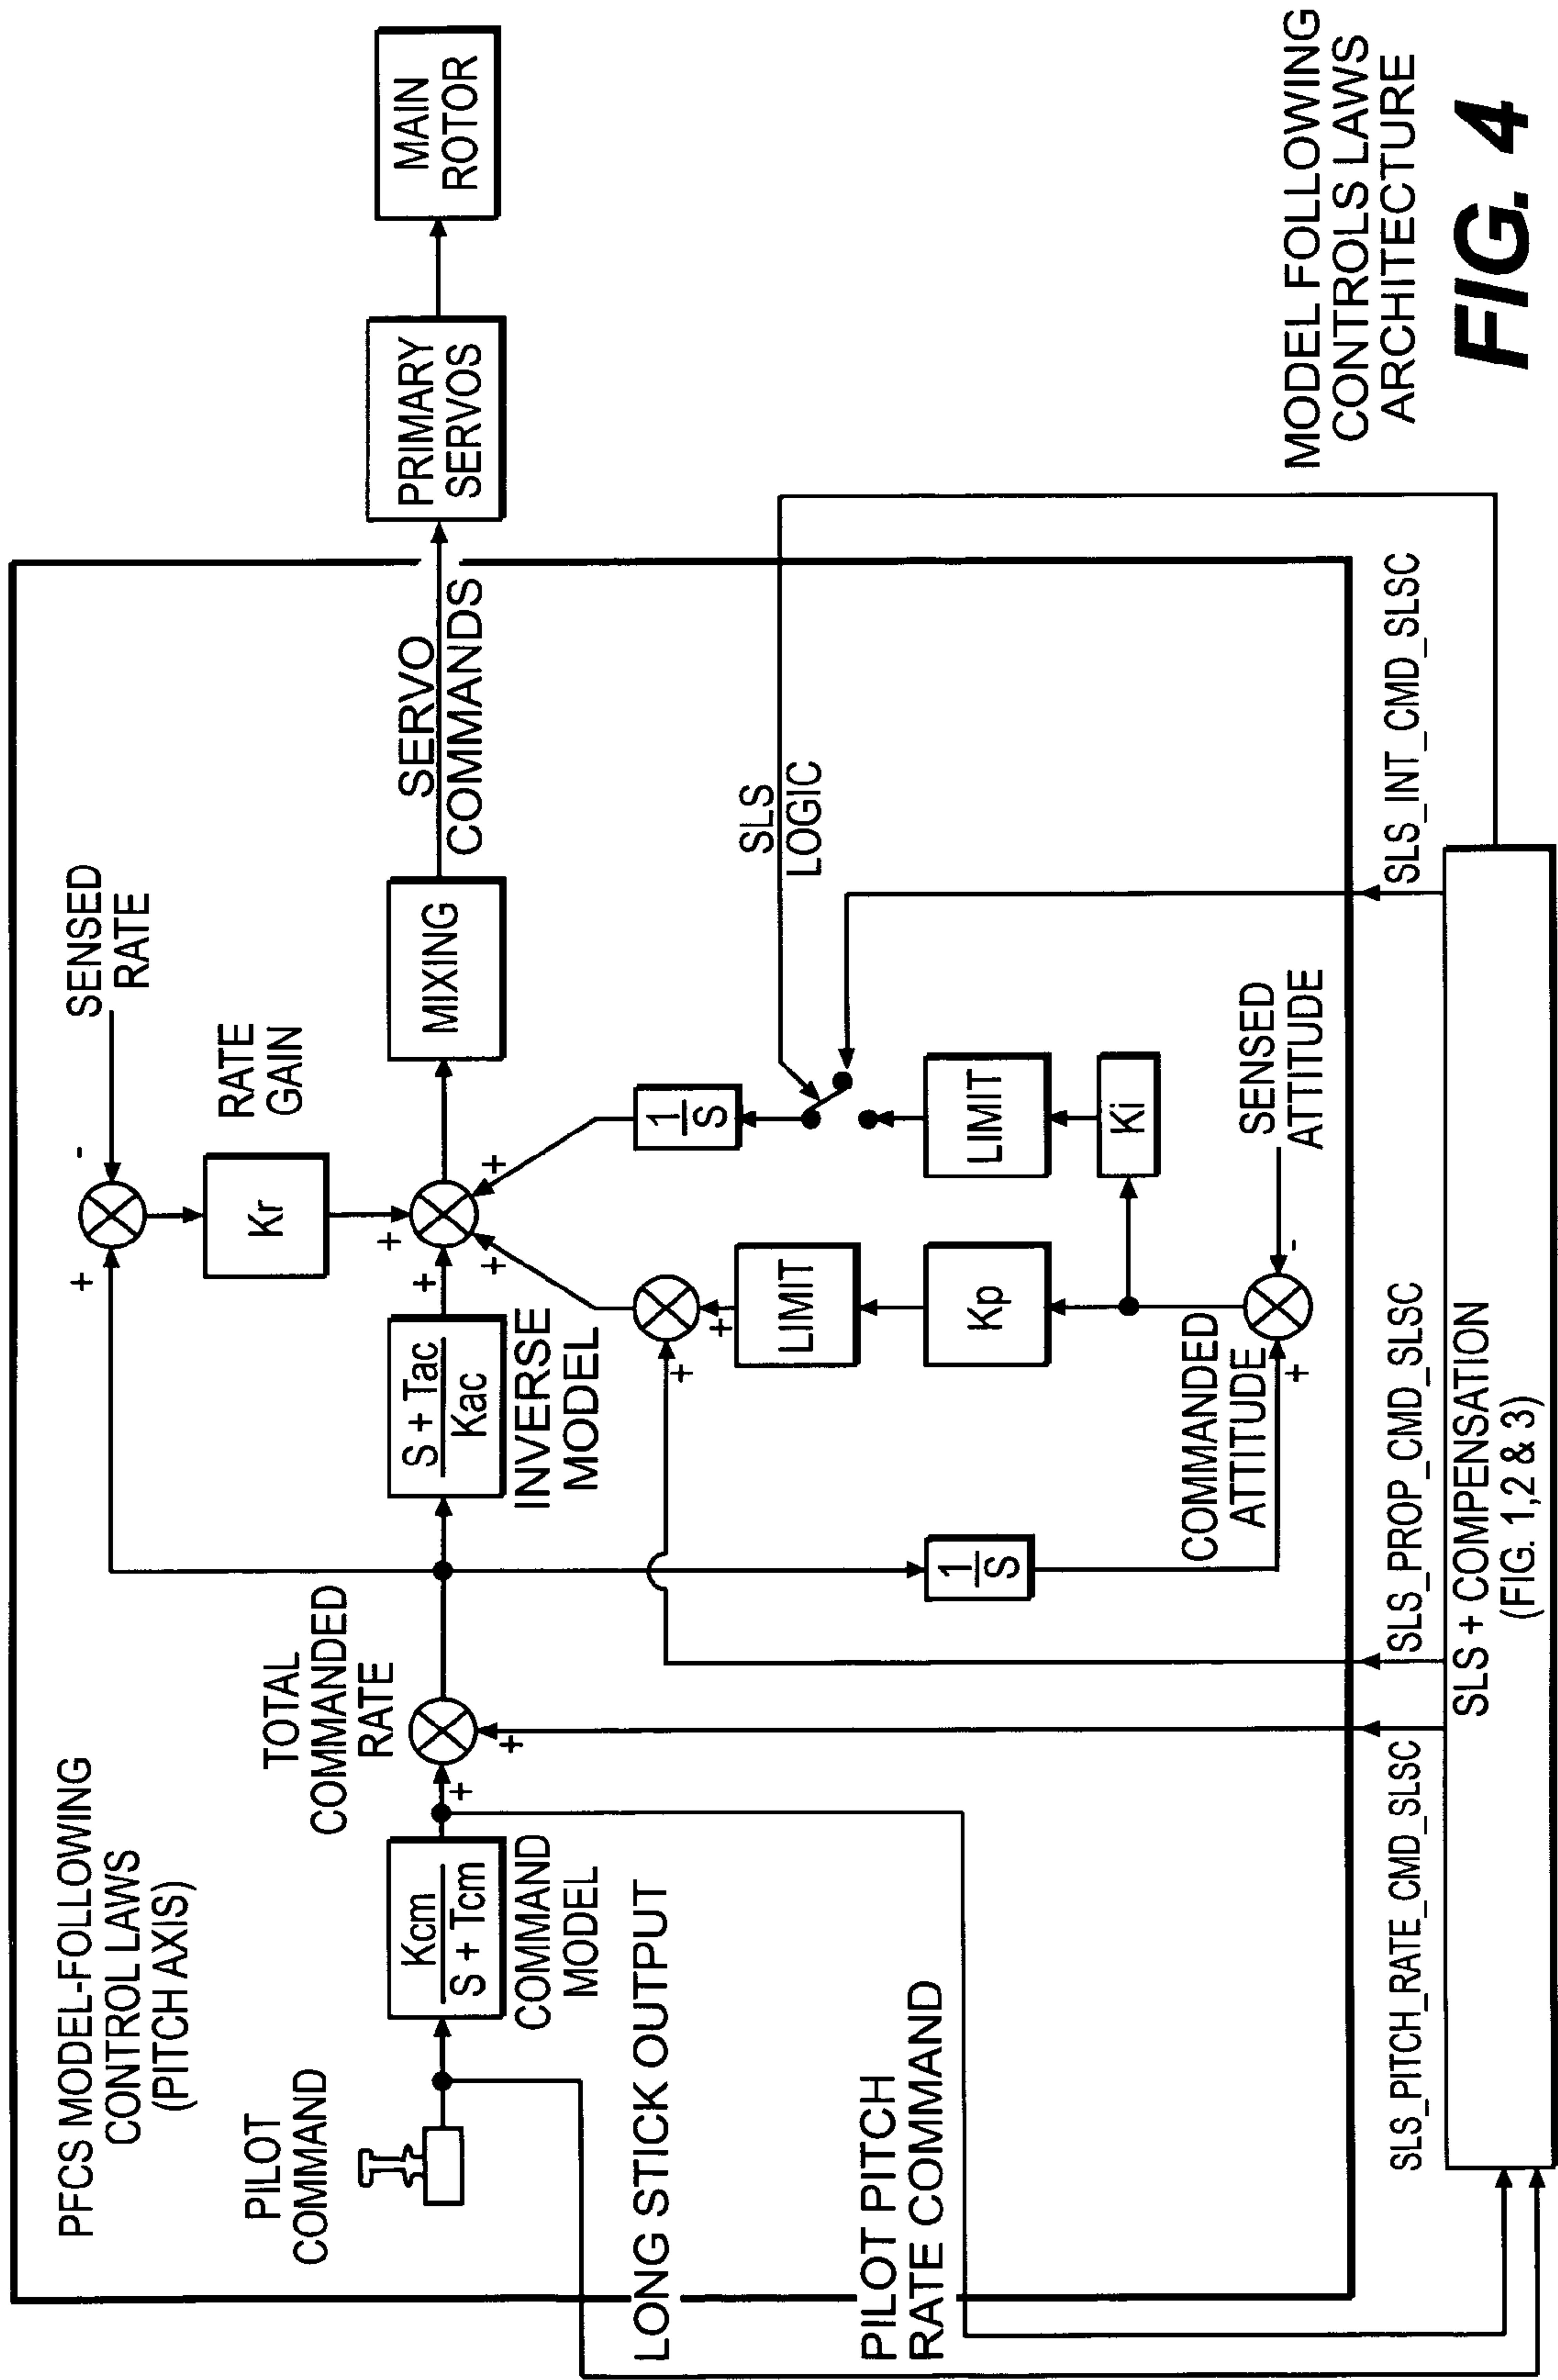 PFCS MODEL-FOLLOWING
CONTROL LAWS
(PITCH AXIS)
PILOT
COMMAND
Kcm
S + Tcm
COMMAND
MODEL
TOTAL
COMMANDED
RATE
+
+
S + Tac
Kac
INVERSE
MODEL
+
-
SENSED
RATE
Kr
RATE
GAIN
+
+
+
+
MIXING
SERVO
COMMANDS
PRIMARY
SERVOS
MAIN
ROTOR
LONG STICK OUTPUT
PILOT PITCH
RATE COMMAND
1
S
COMMANDED
ATTITUDE
+
-
SENSED
ATTITUDE
Kp
LIMIT
+
+
Ki
LIMIT
1
S
SLS
LOGIC
SLS_PITCH_RATE_CMD_SLSC
SLS_PROP_CMD_SLSC
SLS_INT_CMD_SLSC
SLS + COMPENSATION
(FIG. 1,2 & 3)
MODEL FOLLOWING
CONTROLS LAWS
ARCHITECTURE
FIG. 4